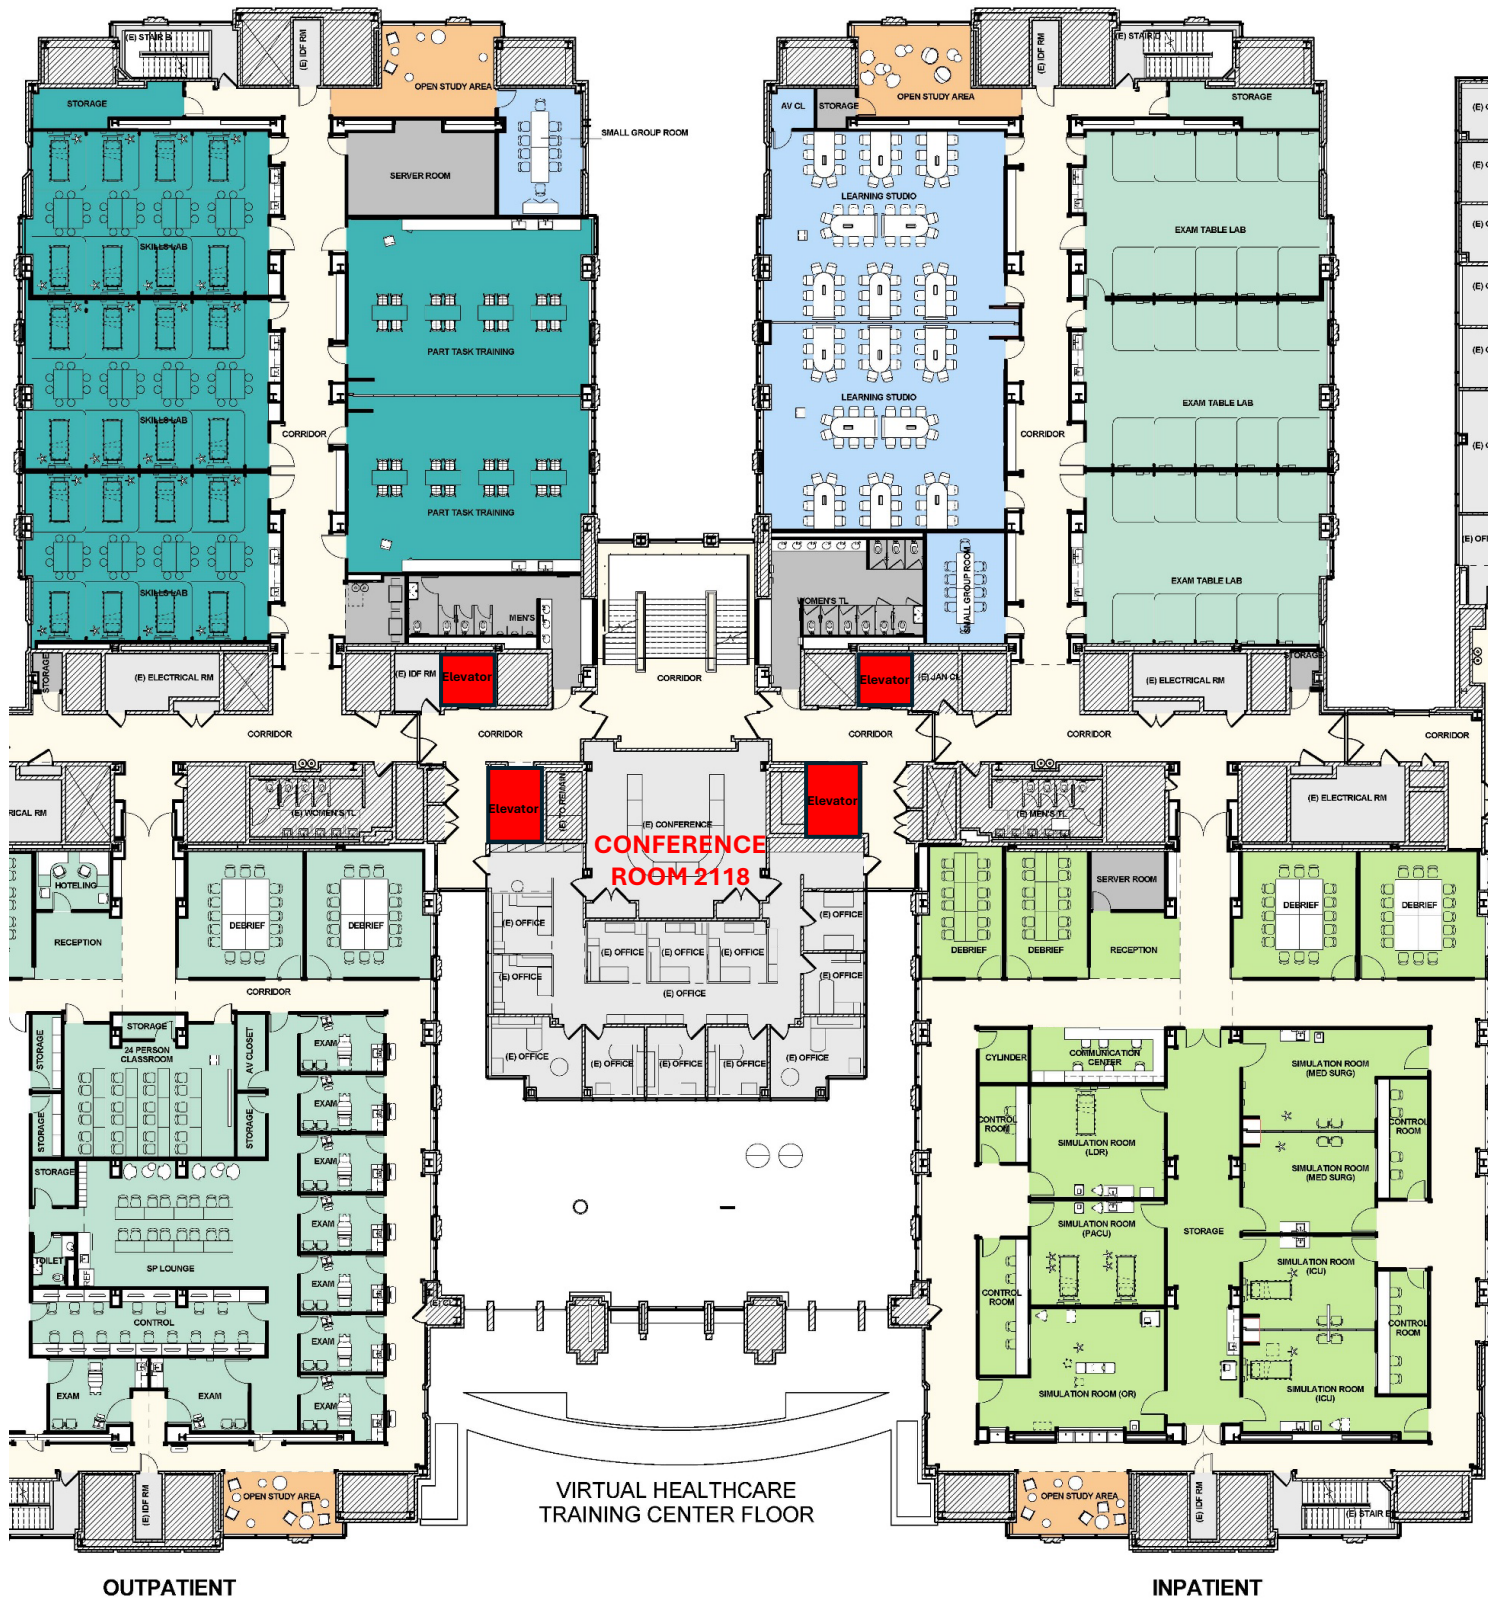 (E) STAIR B
(E) IDF RM
OPEN STUDY AREA
STORAGE
SMALL GROUP ROOM
SERVER ROOM
SKILLS LAB
PART TASK TRAINING
SKILLS LAB
CORRIDOR
PART TASK TRAINING
SKILLS LAB
MEN'S
(E) IDF RM
(E) STAIR
OPEN STUDY AREA
AV CL
STORAGE
STORAGE
LEARNING STUDIO
EXAM TABLE LAB
LEARNING STUDIO
EXAM TABLE LAB
CORRIDOR
EXAM TABLE LAB
WOMEN'S TL
SMALL GROUP ROOM
STORAGE
(E) ELECTRICAL RM
(E) IDF RM
Elevator
CORRIDOR
Elevator
(E) JAN CL
(E) ELECTRICAL RM
STORAGE
CORRIDOR
CORRIDOR
CORRIDOR
CORRIDOR
CORRIDOR
RICAL RM
(E) WOMEN'S TL
Elevator
(E) TO REMAIN
(E) CONFERENCE
CONFERENCE
ROOM 2118
Elevator
(E) MEN'S TL
(E) ELECTRICAL RM
HOTELING
RECEPTION
DEBRIEF
DEBRIEF
CORRIDOR
(E) OFFICE
(E) OFFICE
(E) OFFICE
(E) OFFICE
(E) OFFICE
(E) OFFICE
(E) OFFICE
(E) OFFICE
(E) OFFICE
(E) OFFICE
(E) OFFICE
(E) OFFICE
(E) OFFICE
DEBRIEF
DEBRIEF
SERVER ROOM
RECEPTION
DEBRIEF
DEBRIEF
STORAGE
STORAGE
24 PERSON
CLASSROOM
AV CLOSET
STORAGE
STORAGE
STORAGE
TOILET
REF
SP LOUNGE
CONTROL
EXAM
EXAM
EXAM
EXAM
EXAM
EXAM
EXAM
EXAM
EXAM
(E) CL
CYLINDER
COMMUNICATION
CENTER
CONTROL
ROOM
SIMULATION ROOM
(LDR)
SIMULATION ROOM
(PACU)
CONTROL
ROOM
SIMULATION ROOM (OR)
STORAGE
SIMULATION ROOM
(MED SURG)
CONTROL
ROOM
SIMULATION ROOM
(MED SURG)
SIMULATION ROOM
(ICU)
CONTROL
ROOM
SIMULATION ROOM
(ICU)
(E) IDF RM
OPEN STUDY AREA
VIRTUAL HEALTHCARE
TRAINING CENTER FLOOR
OPEN STUDY AREA
(E) IDF RM
(E) STAIR E
OUTPATIENT
INPATIENT